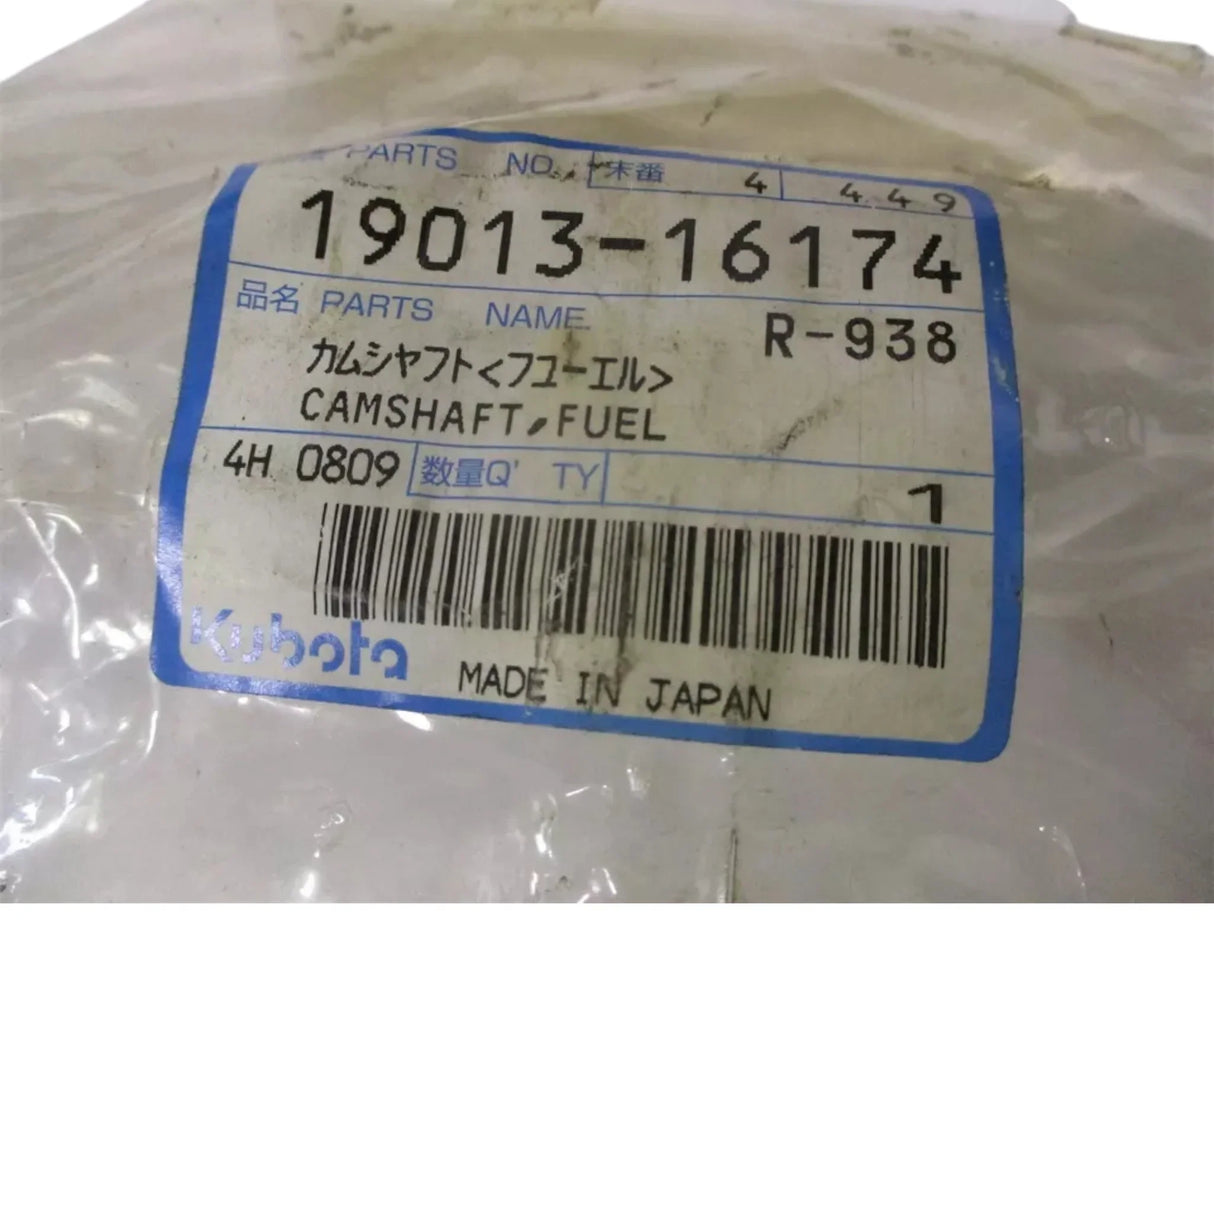 PARTS NO. 末番 4 449
19013-16174
品名 PARTS NAME R-938
カムシヤフト<フユーエル>
CAMSHAFT,FUEL
4H 0809 数量Q'TY 1
Kubota MADE IN JAPAN